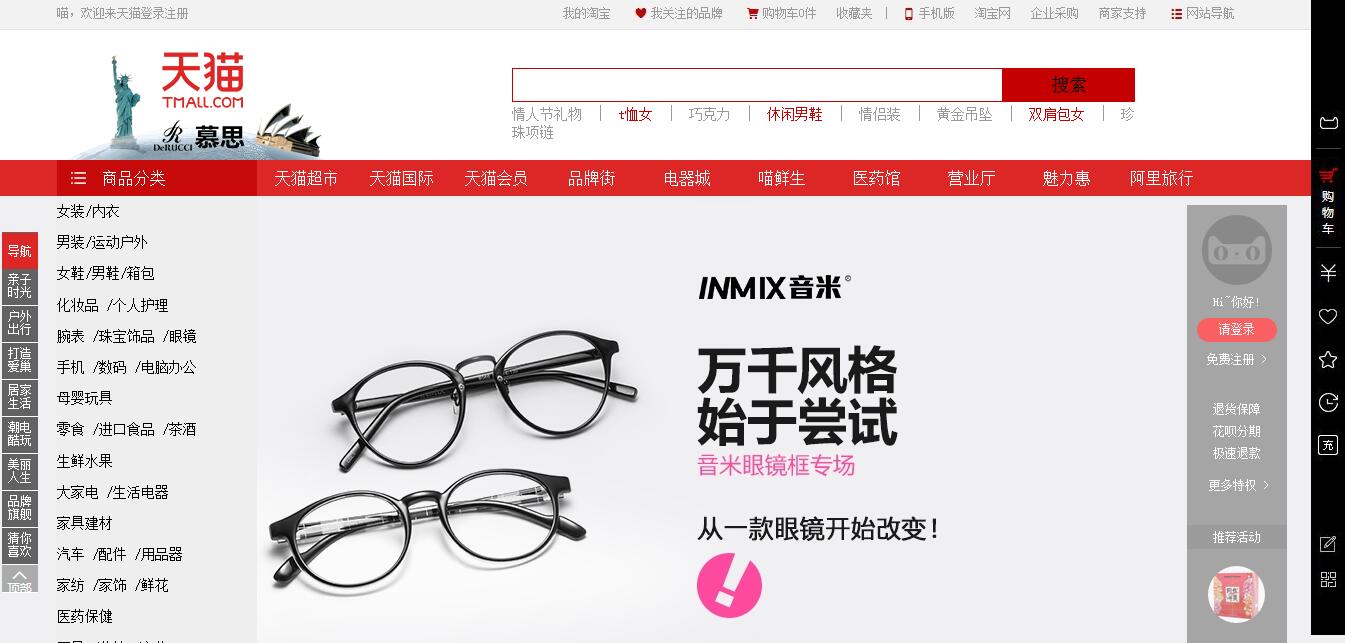 喵，欢迎来天猫登录注册
我的淘宝 我关注的品牌 购物车0件 收藏夹 | 手机版 淘宝网 企业采购 商家支持 网站导航
天猫
TMALL.COM
DeRUCCI 慕思
搜索
情人节礼物 | t恤女 | 巧克力 | 休闲男鞋 | 情侣装 | 黄金吊坠 | 双肩包女 | 珍
珠项链
商品分类 天猫超市 天猫国际 天猫会员 品牌街 电器城 喵鲜生 医药馆 营业厅 魅力惠 阿里旅行
女装/内衣
男装/运动户外
女鞋/男鞋/箱包
化妆品 /个人护理
腕表 /珠宝饰品 /眼镜
手机 /数码 /电脑办公
母婴玩具
零食 /进口食品 /茶酒
生鲜水果
大家电 /生活电器
家具建材
汽车 /配件 /用品器
家纺 /家饰 /鲜花
医药保健
导航
亲子
时光
户外
出行
打造
爱巢
居家
生活
潮电
酷玩
美丽
人生
品牌
旗舰
猜你
喜欢
顶部
INMIX音米©
万千风格
始于尝试
音米眼镜框专场
从一款眼镜开始改变！
Hi~你好!
请登录
免费注册 >
退货保障
花呗分期
极速退款
更多特权 >
推荐活动
购
物
车
充